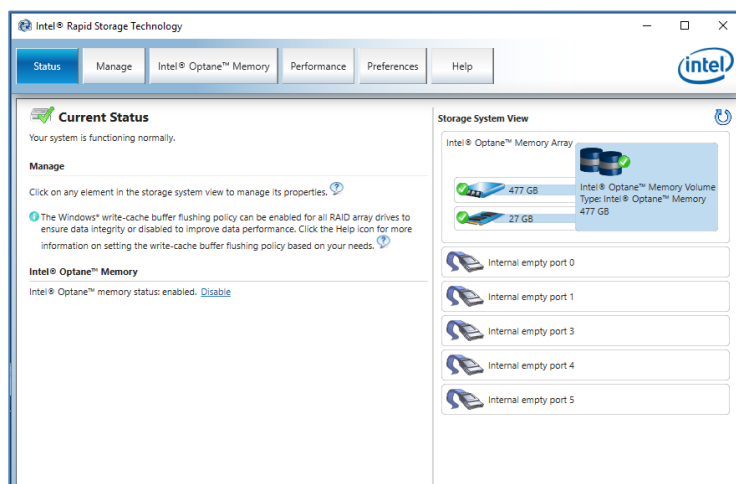 Intel® Rapid Storage Technology
Status
Manage
Intel® Optane™ Memory
Performance
Preferences
Help
intel
Current Status
Your system is functioning normally.
Manage
Click on any element in the storage system view to manage its properties.
The Windows* write-cache buffer flushing policy can be enabled for all RAID array drives to
ensure data integrity or disabled to improve data performance. Click the Help icon for more
information on setting the write-cache buffer flushing policy based on your needs.
Intel® Optane™ Memory
Intel® Optane™ memory status: enabled. Disable
Storage System View
Intel® Optane™ Memory Array
477 GB
27 GB
Intel® Optane™ Memory Volume
Type: Intel® Optane™ Memory
477 GB
Internal empty port 0
Internal empty port 1
Internal empty port 3
Internal empty port 4
Internal empty port 5